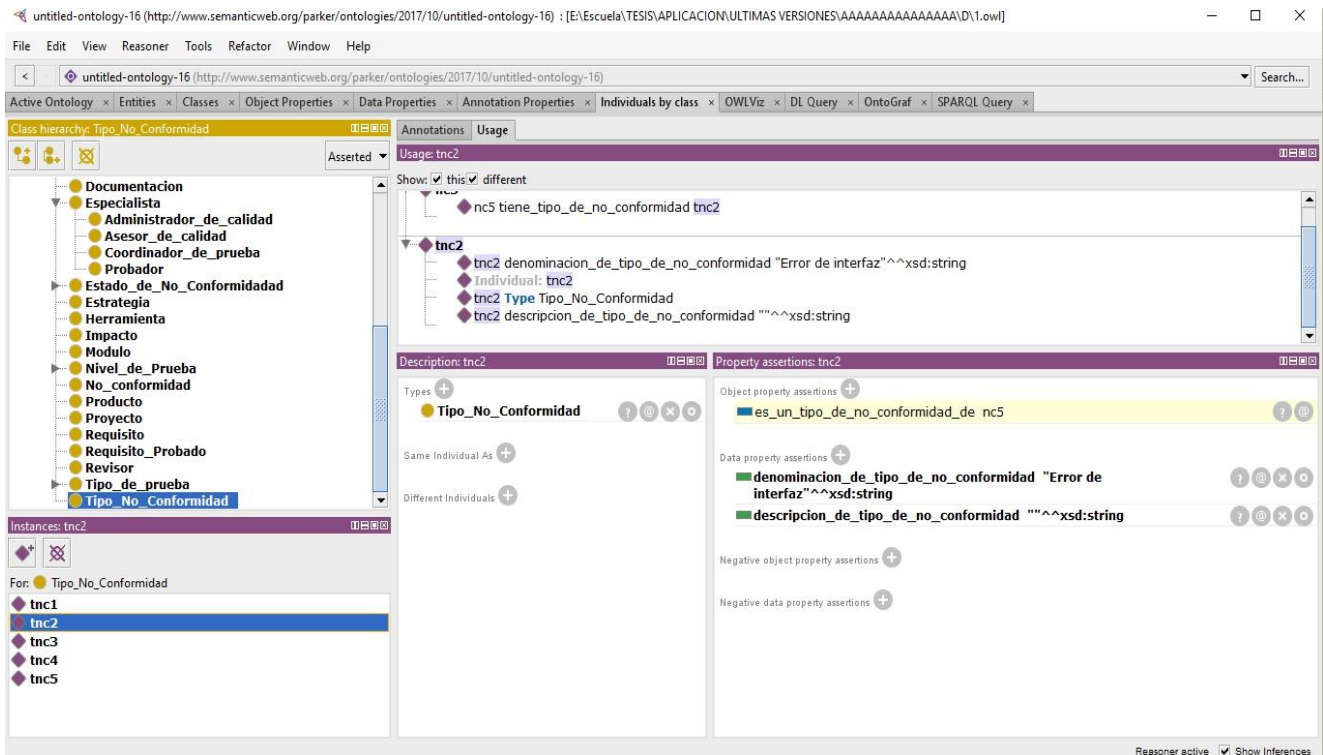 untitled-ontology-16 (http://www.semanticweb.org/parker/ontologies/2017/10/untitled-ontology-16) : [E:\Escuela\TESIS\APLICACION\ULTIMAS VERSIONES\AAAAAAAAAAAAAAA\D\1.owl]
File Edit View Reasoner Tools Refactor Window Help
< untitled-ontology-16 (http://www.semanticweb.org/parker/ontologies/2017/10/untitled-ontology-16) Search...
Active Ontology × Entities × Classes × Object Properties × Data Properties × Annotation Properties × Individuals by class × OWLViz × DL Query × OntoGraf × SPARQL Query ×
Class hierarchy: Tipo_No_Conformidad
Asserted
Documentacion
Especialista
Administrador_de_calidad
Asesor_de_calidad
Coordinador_de_prueba
Probador
Estado_de_No_Conformidadad
Estrategia
Herramienta
Impacto
Modulo
Nivel_de_Prueba
No_conformidad
Producto
Proyecto
Requisito
Requisito_Probado
Revisor
Tipo_de_prueba
Tipo_No_Conformidad
Instances: tnc2
For: Tipo_No_Conformidad
tnc1
tnc2
tnc3
tnc4
tnc5
Annotations Usage
Usage: tnc2
Show: this different
nc5
nc5 tiene_tipo_de_no_conformidad tnc2
tnc2
tnc2 denominacion_de_tipo_de_no_conformidad "Error de interfaz"^^xsd:string
Individual: tnc2
tnc2 Type Tipo_No_Conformidad
tnc2 descripcion_de_tipo_de_no_conformidad ""^^xsd:string
Description: tnc2
Types
Tipo_No_Conformidad
Same Individual As
Different Individuals
Property assertions: tnc2
Object property assertions
es_un_tipo_de_no_conformidad_de nc5
Data property assertions
denominacion_de_tipo_de_no_conformidad "Error de
interfaz"^^xsd:string
descripcion_de_tipo_de_no_conformidad ""^^xsd:string
Negative object property assertions
Negative data property assertions
Reasoner active Show Inferences